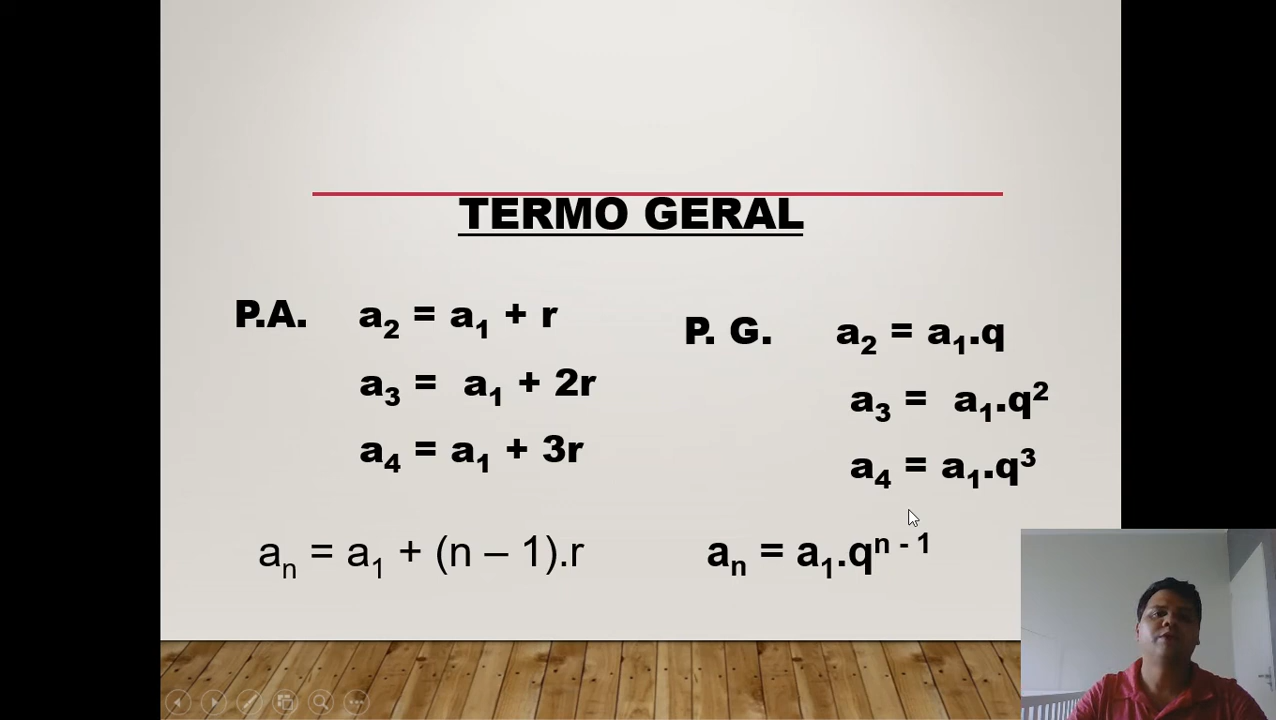 TERMO GERAL
P.A. a₂ = a₁ + r
a₃ = a₁ + 2r
a₄ = a₁ + 3r
aₙ = a₁ + (n – 1).r
P. G. a₂ = a₁.q
a₃ = a₁.q²
a₄ = a₁.q³
aₙ = a₁.qⁿ ⁻ ¹